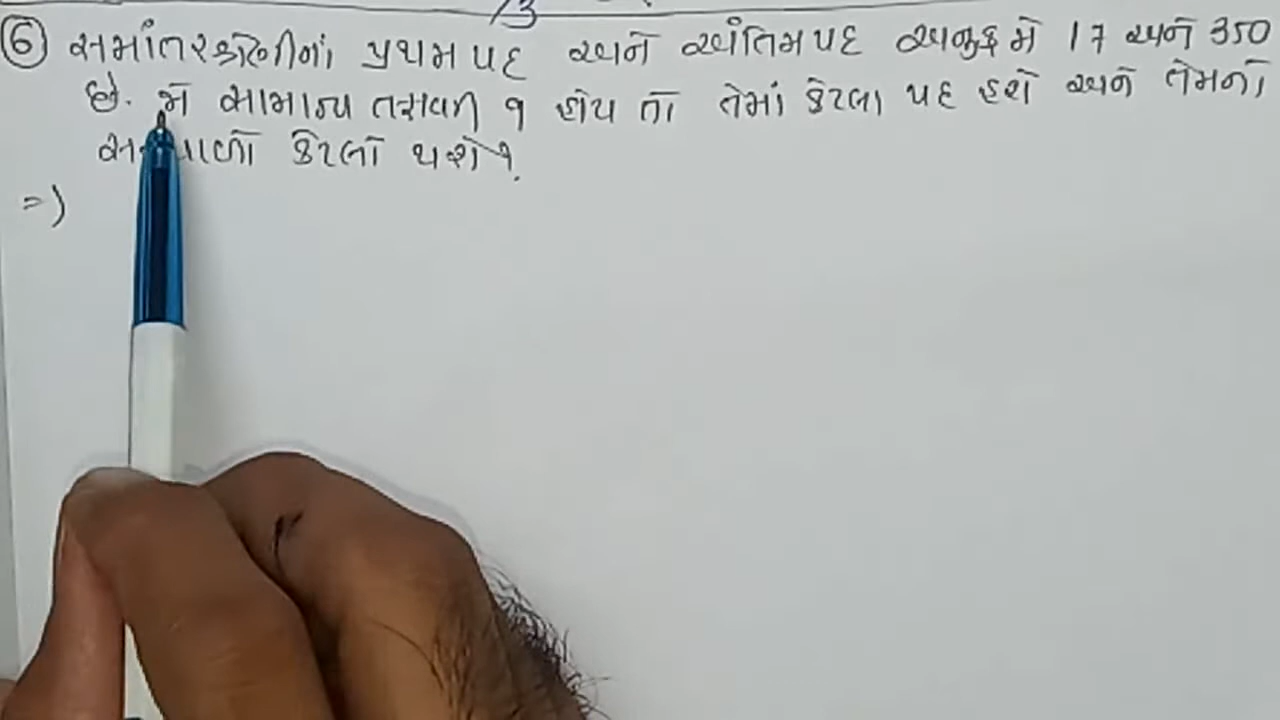 13
⑥ સમાંતરશ્રેણીનાં પ્રથમ પદ અને અંતિમ પદ અનુક્રમે 17 અને 350
છે. જો સામાન્ય તફાવત 9 હોય તો તેમાં કેટલા પદ હશે અને તેમનો
કેટલો થશે ?
=)